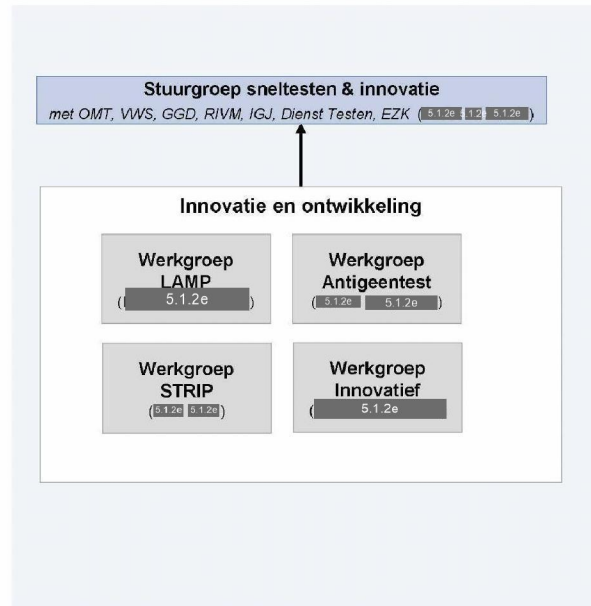 Stuurgroep sneltesten & innovatie
met OMT, VWS, GGD, RIVM, IGJ, Dienst Testen, EZK (5.1.2e 5.1.2e 5.1.2e)
Innovatie en ontwikkeling
Werkgroep
LAMP
( 5.1.2e )
Werkgroep
Antigeentest
( 5.1.2e 5.1.2e )
Werkgroep
STRIP
(5.1.2e 5.1.2e)
Werkgroep
Innovatief
( 5.1.2e